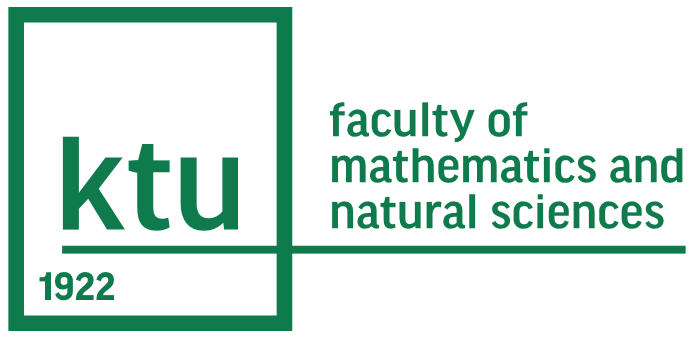 ktu
1922
faculty of
mathematics and
natural sciences